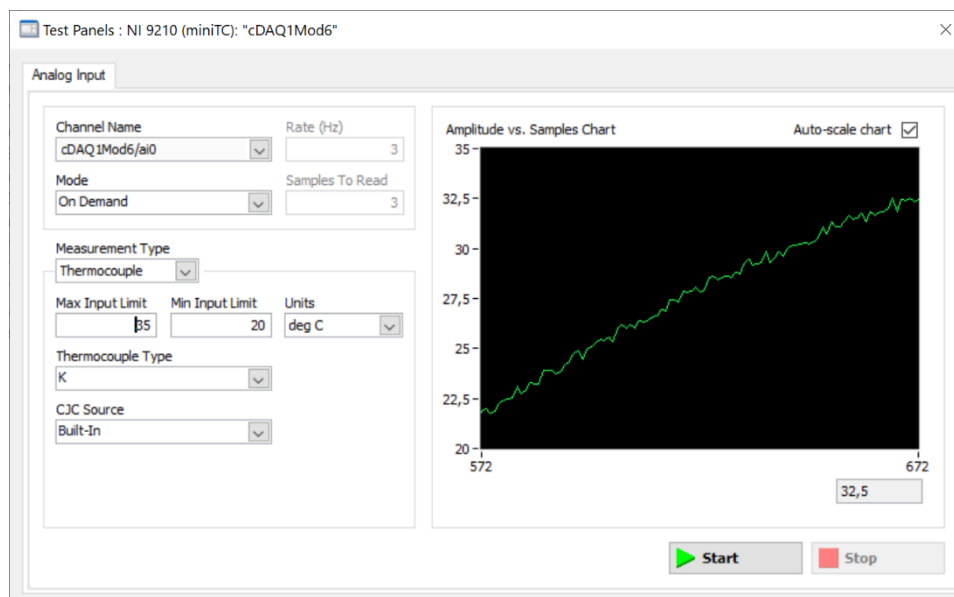 Test Panels : NI 9210 (miniTC): "cDAQ1Mod6"
Analog Input
Channel Name
cDAQ1Mod6/ai0
Rate (Hz)
3
Mode
On Demand
Samples To Read
3
Measurement Type
Thermocouple
Max Input Limit
35
Min Input Limit
20
Units
deg C
Thermocouple Type
K
CJC Source
Built-In
Amplitude vs. Samples Chart
Auto-scale chart
35
32,5
30
27,5
25
22,5
20
572
672
32,5
Start
Stop